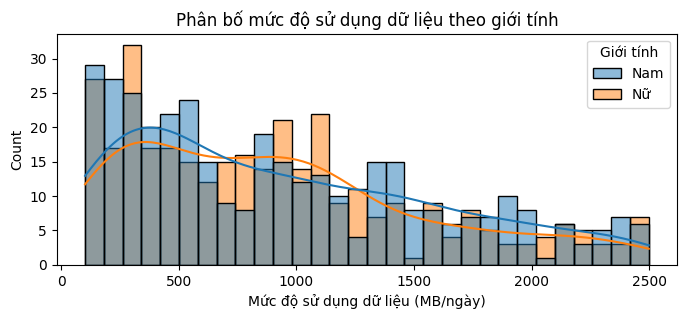 Phân bố mức độ sử dụng dữ liệu theo giới tính
Giới tính
Nam
Nữ
Count
30
25
20
15
10
5
0
0 500 1000 1500 2000 2500
Mức độ sử dụng dữ liệu (MB/ngày)